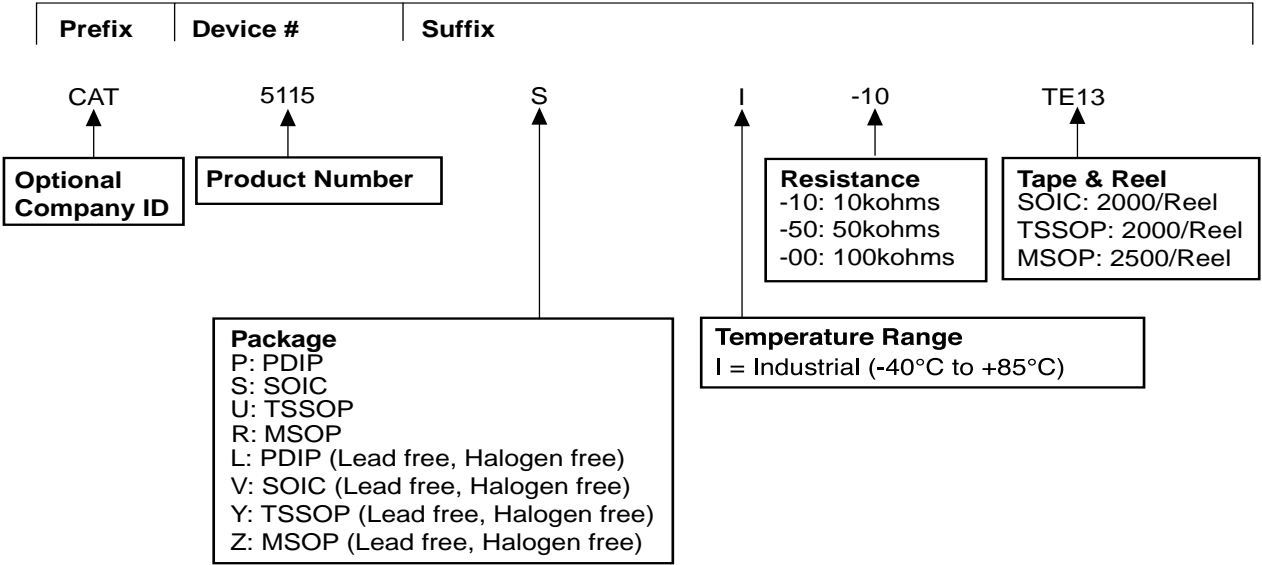 Prefix Device # Suffix
CAT 5115 S I -10 TE13
Optional
Company ID
Product Number
Resistance
-10: 10kohms
-50: 50kohms
-00: 100kohms
Tape & Reel
SOIC: 2000/Reel
TSSOP: 2000/Reel
MSOP: 2500/Reel
Package
P: PDIP
S: SOIC
U: TSSOP
R: MSOP
L: PDIP (Lead free, Halogen free)
V: SOIC (Lead free, Halogen free)
Y: TSSOP (Lead free, Halogen free)
Z: MSOP (Lead free, Halogen free)
Temperature Range
I = Industrial (-40°C to +85°C)